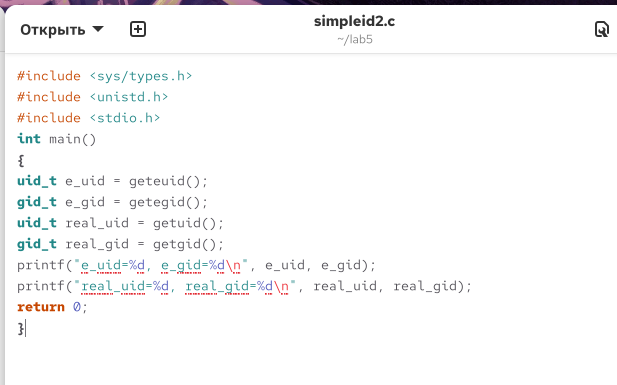 Открыть
simpleid2.c
~/lab5
#include <sys/types.h>
#include <unistd.h>
#include <stdio.h>
int main()
{
uid_t e_uid = geteuid();
gid_t e_gid = getegid();
uid_t real_uid = getuid();
gid_t real_gid = getgid();
printf("e_uid=%d, e_gid=%d\n", e_uid, e_gid);
printf("real_uid=%d, real_gid=%d\n", real_uid, real_gid);
return 0;
}